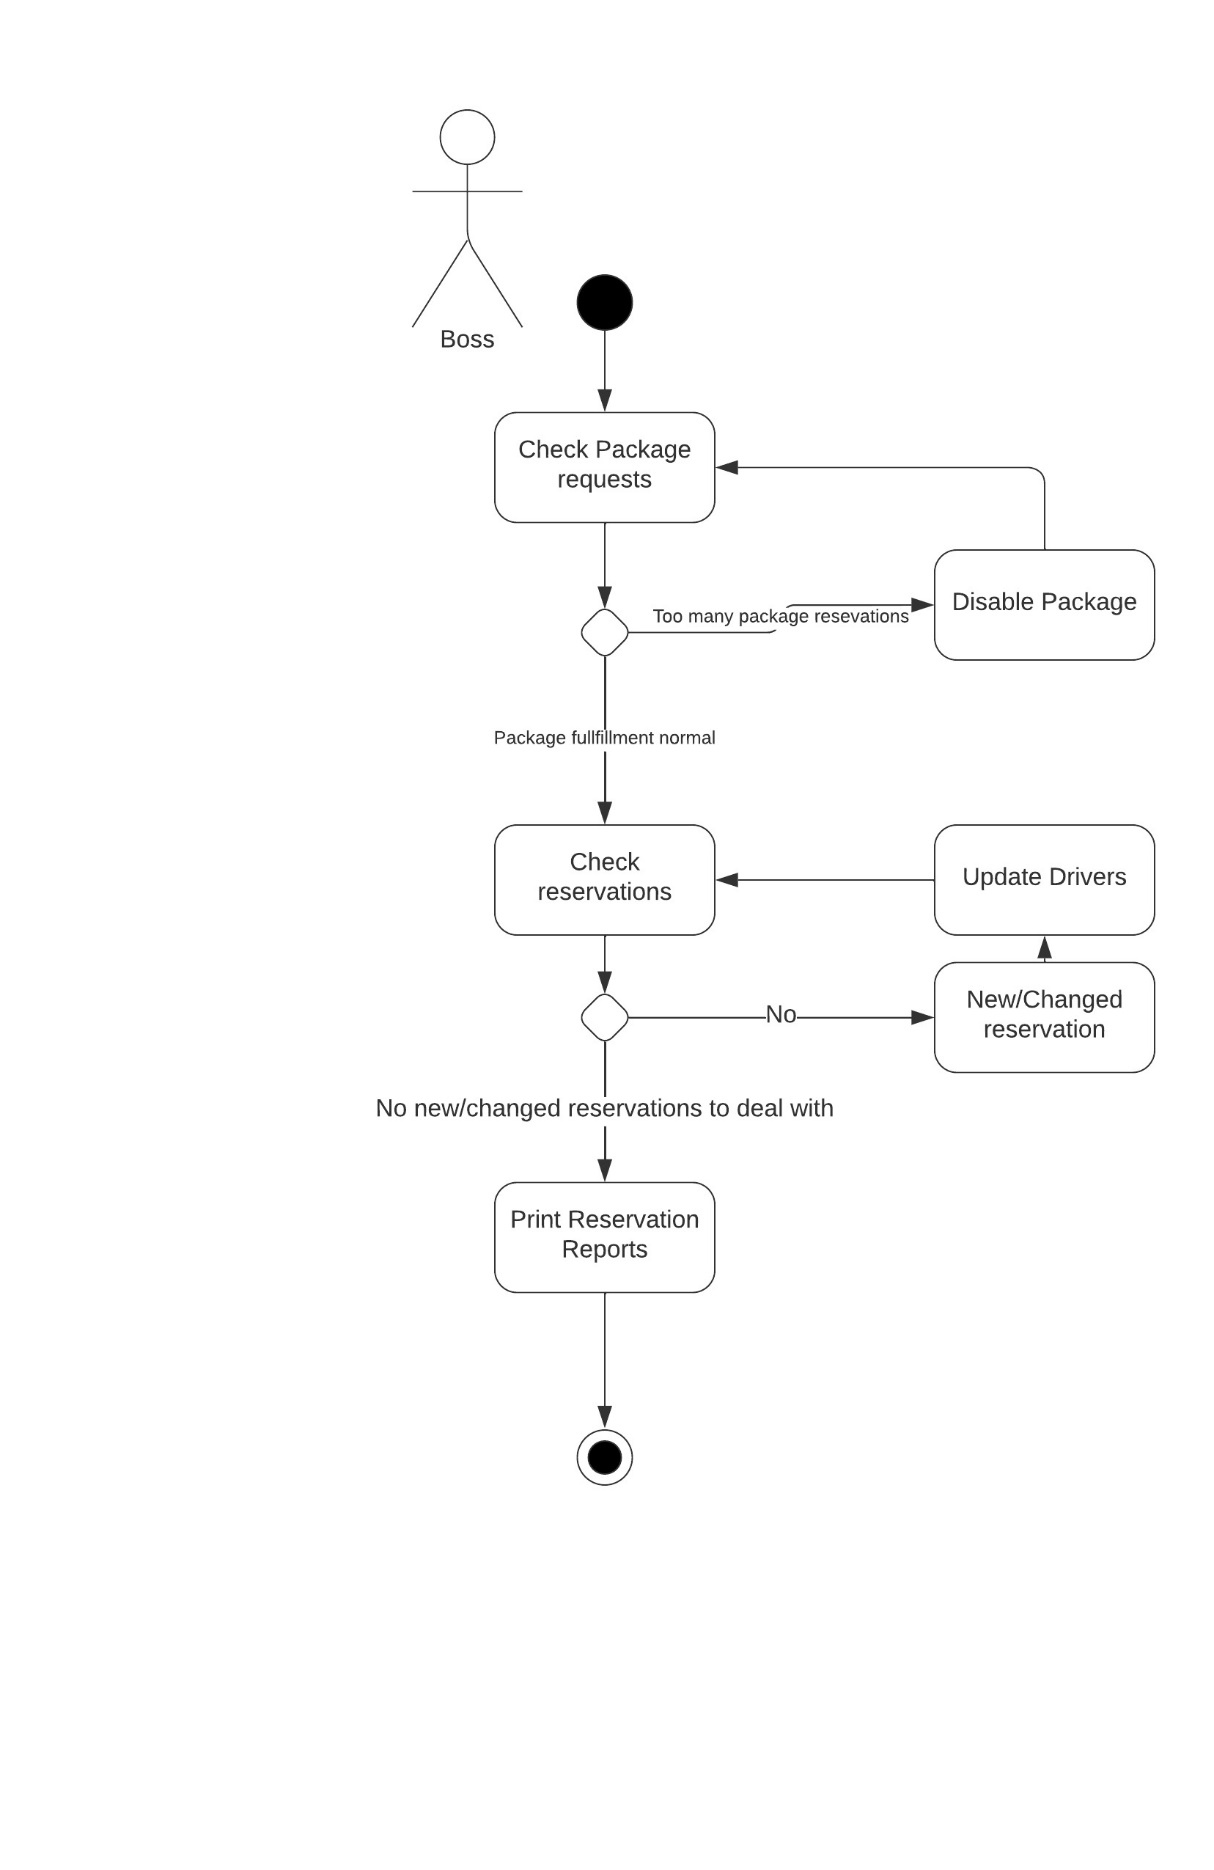 Boss
Check Package
requests
Too many package resevations
Disable Package
Package fullfillment normal
Check
reservations
Update Drivers
No
New/Changed
reservation
No new/changed reservations to deal with
Print Reservation
Reports